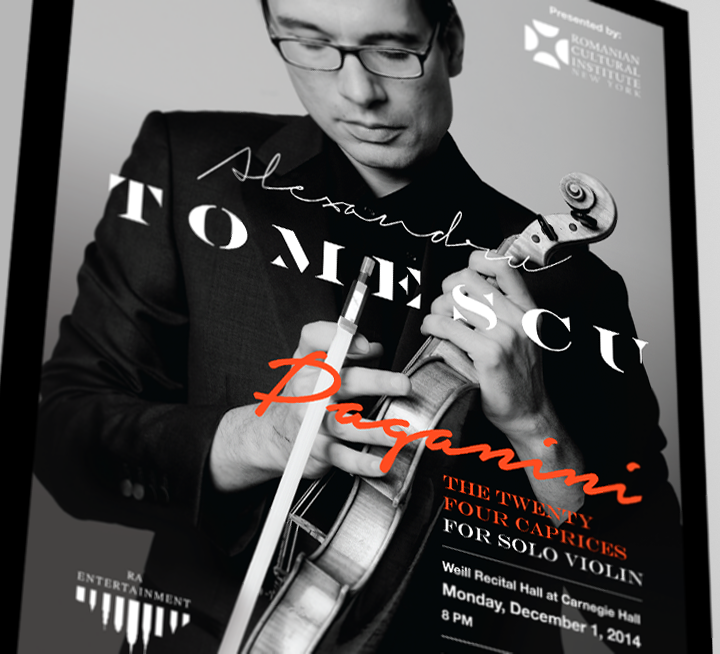 Presented by:
ROMANIAN
CULTURAL
INSTITUTE
NEW YORK
Alexandru
TOMESCU
Paganini
THE TWENTY
FOUR CAPRICES
FOR SOLO VIOLIN
Weill Recital Hall at Carnegie Hall
Monday, December 1, 2014
8 PM
RA
ENTERTAINMENT